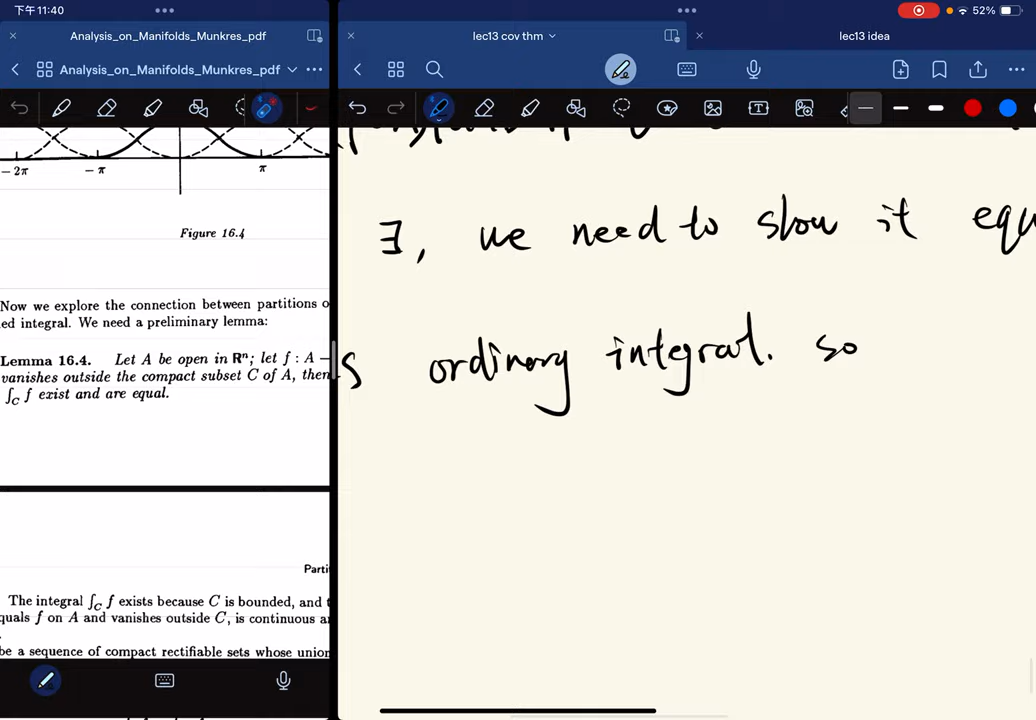 下午11:40
52%
Analysis_on_Manifolds_Munkres_pdf
lec13 cov thm
lec13 idea
Analysis_on_Manifolds_Munkres_pdf
− 2π
− π
π
Figure 16.4
Now we explore the connection between partitions o
ed integral. We need a preliminary lemma:
Lemma 16.4. Let A be open in Rⁿ; let f : A −
vanishes outside the compact subset C of A, then
∫_C f exist and are equal.
Parti
The integral ∫_C f exists because C is bounded, and t
quals f on A and vanishes outside C, is continuous a
be a sequence of compact rectifiable sets whose union
∃, we need to show it equ
s ordinary integral. so